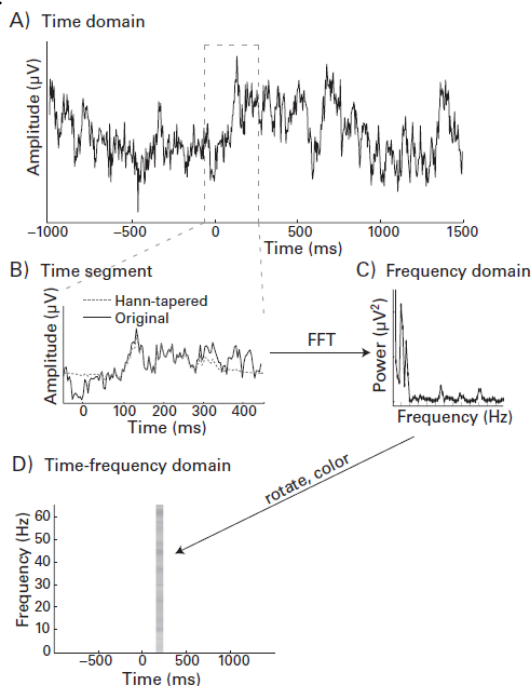 A) Time domain
Amplitude (μV)
−1000 −500 0 500 1000 1500
Time (ms)
B) Time segment
Hann-tapered
Original
Amplitude (μV)
0 100 200 300 400
Time (ms)
FFT
C) Frequency domain
Power (μV²)
Frequency (Hz)
rotate, color
D) Time-frequency domain
Frequency (Hz)
60
50
40
30
20
10
0
−500 0 500 1000
Time (ms)